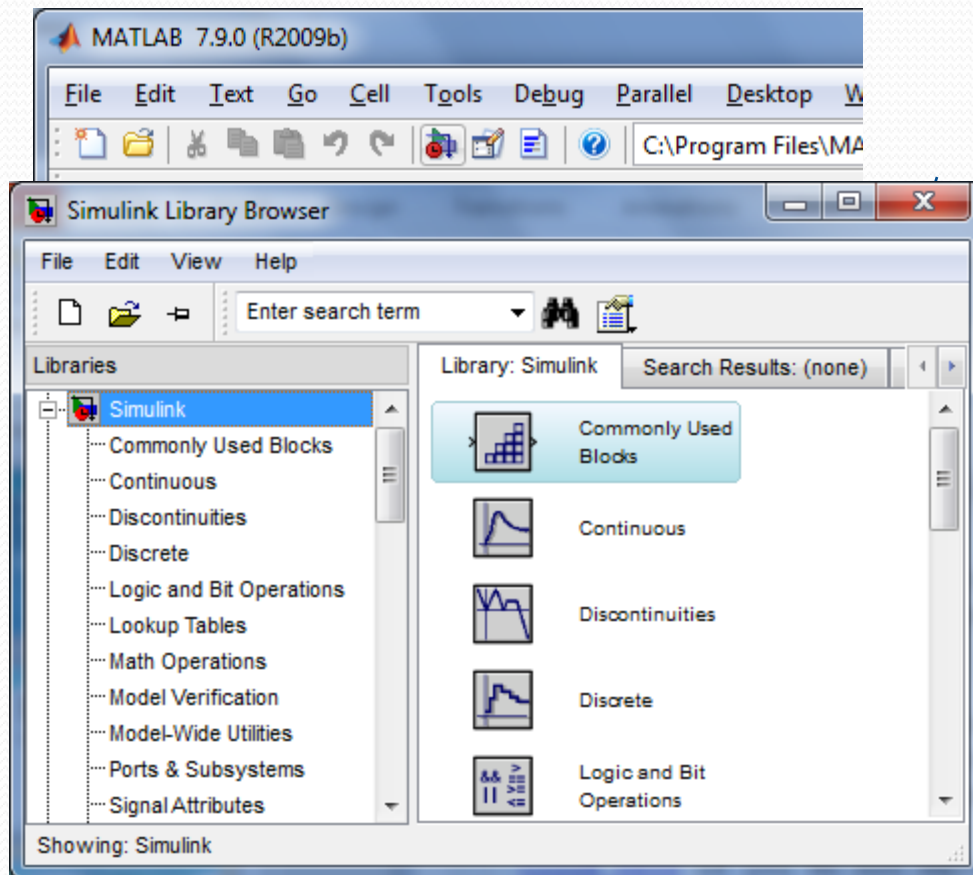 MATLAB 7.9.0 (R2009b)
File Edit Text Go Cell Tools Debug Parallel Desktop W
C:\Program Files\MA
Simulink Library Browser
File Edit View Help
Enter search term
Libraries
Library: Simulink Search Results: (none)
Simulink
Commonly Used Blocks
Continuous
Discontinuities
Discrete
Logic and Bit Operations
Lookup Tables
Math Operations
Model Verification
Model-Wide Utilities
Ports & Subsystems
Signal Attributes
Commonly Used
Blocks
Continuous
Discontinuities
Discrete
Logic and Bit
Operations
Showing: Simulink